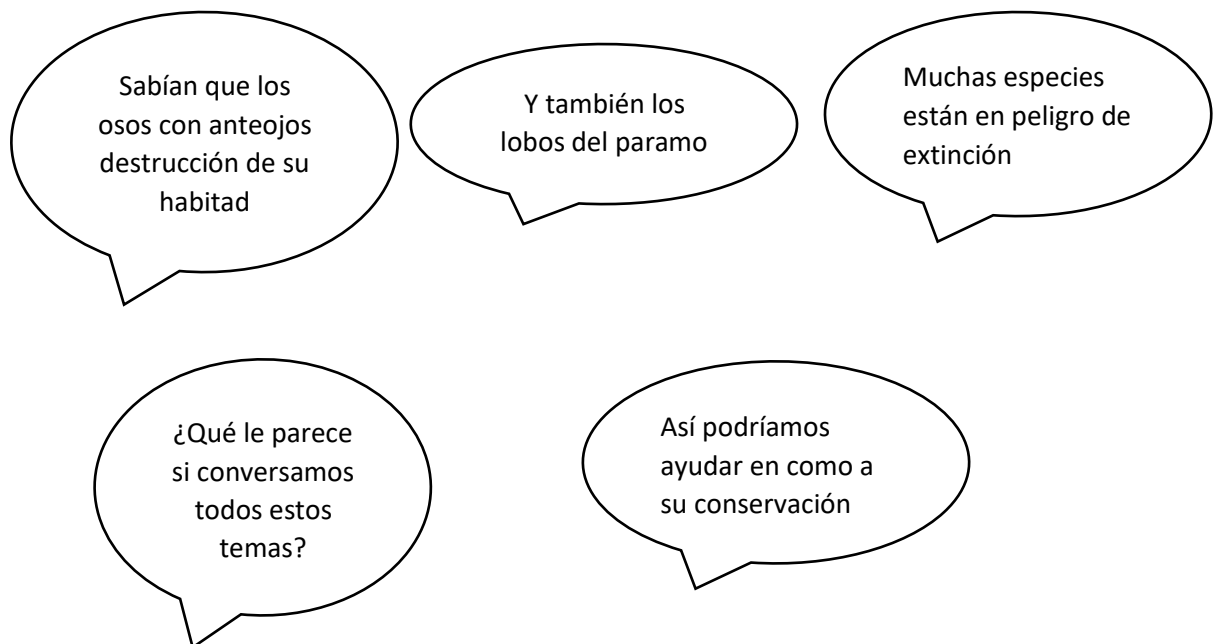 Sabían que los
osos con anteojos
destrucción de su
habitad
Y también los
lobos del paramo
Muchas especies
están en peligro de
extinción
¿Qué le parece
si conversamos
todos estos
temas?
Así podríamos
ayudar en como a
su conservación